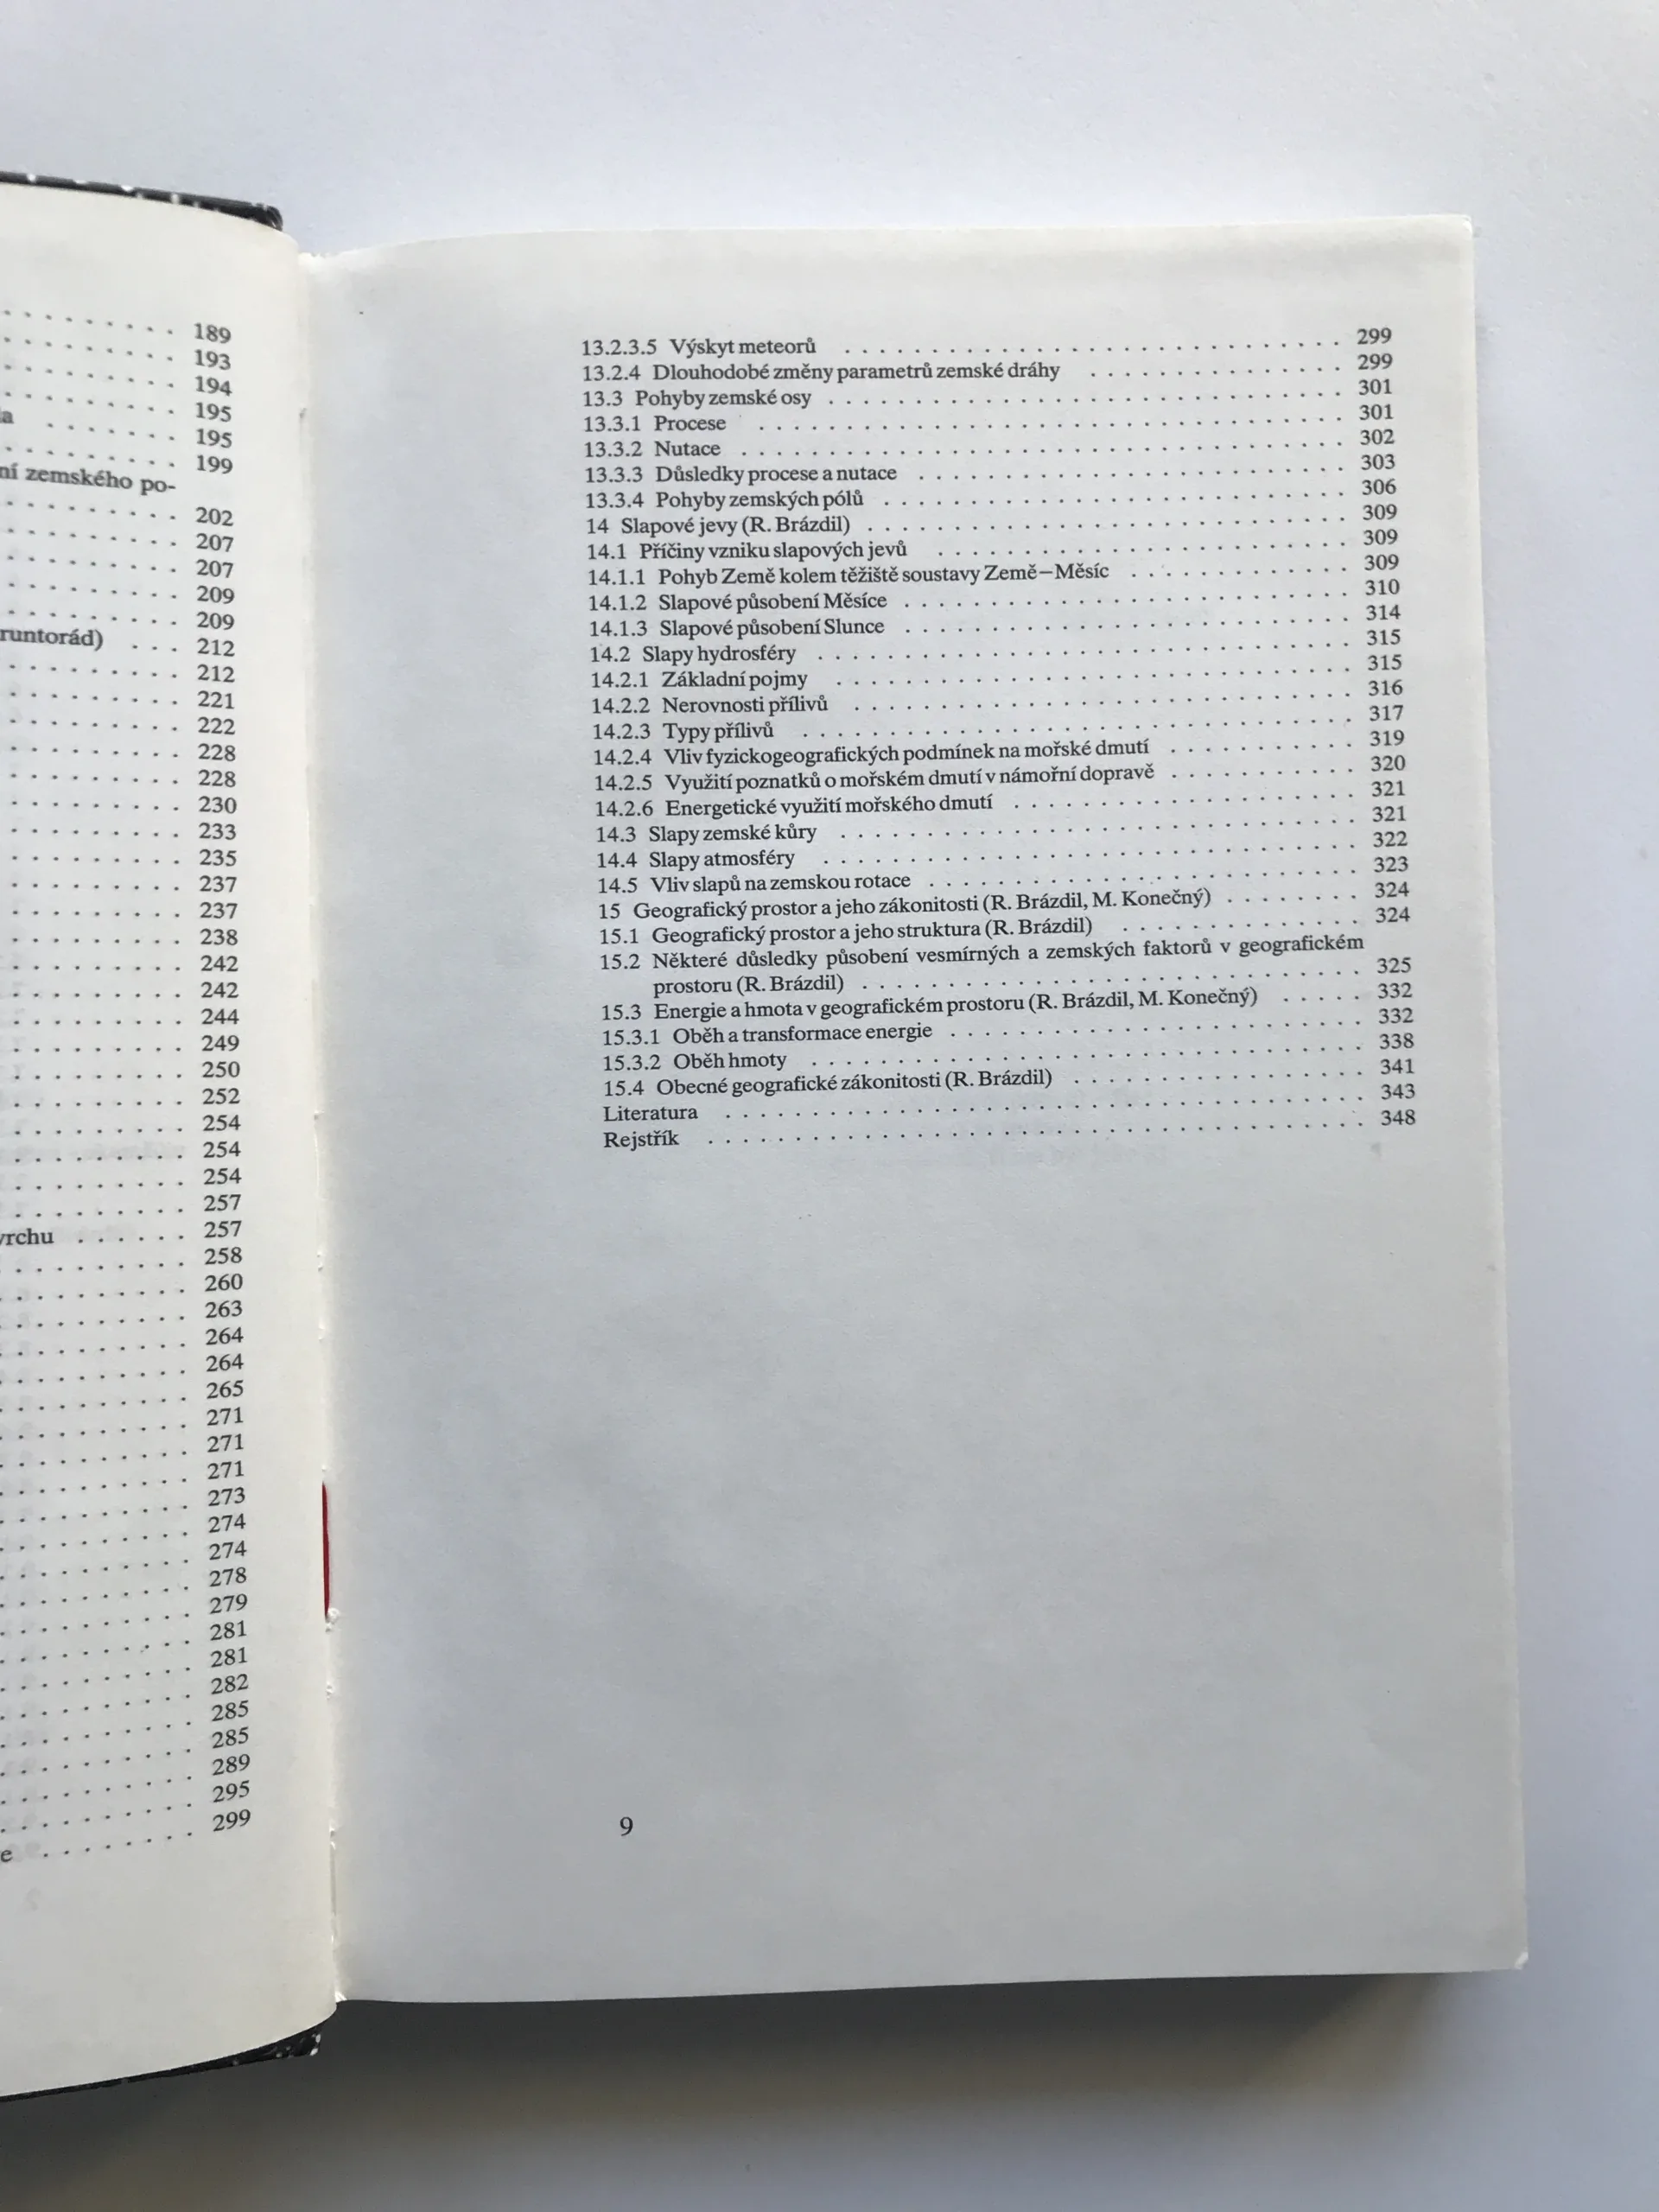 189
193
194
195
la . . . . . . . 195
199
ní zemského po-
202
207
207
209
209
runtorád) . . . 212
212
221
222
228
228
230
233
235
237
237
238
242
242
244
249
250
252
254
254
254
257
vrchu . . . . . . 257
258
260
263
264
264
265
271
271
271
273
274
274
278
279
281
281
282
285
285
289
295
e . . . . . . . 299
13.2.3.5 Výskyt meteorů . . . . . . . . . . 299
13.2.4 Dlouhodobé změny parametrů zemské dráhy . . . . . . . . . . 299
13.3 Pohyby zemské osy . . . . . . . . . . 301
13.3.1 Procese . . . . . . . . . . 301
13.3.2 Nutace . . . . . . . . . . 302
13.3.3 Důsledky procese a nutace . . . . . . . . . . 303
13.3.4 Pohyby zemských pólů . . . . . . . . . . 306
14 Slapové jevy (R. Brázdil) . . . . . . . . . . 309
14.1 Příčiny vzniku slapových jevů . . . . . . . . . . 309
14.1.1 Pohyb Země kolem těžiště soustavy Země–Měsíc . . . . . . . . . . 309
14.1.2 Slapové působení Měsíce . . . . . . . . . . 310
14.1.3 Slapové působení Slunce . . . . . . . . . . 314
14.2 Slapy hydrosféry . . . . . . . . . . 315
14.2.1 Základní pojmy . . . . . . . . . . 315
14.2.2 Nerovnosti přílivů . . . . . . . . . . 316
14.2.3 Typy přílivů . . . . . . . . . . 317
14.2.4 Vliv fyzickogeografických podmínek na mořské dmutí . . . . . . . . . . 319
14.2.5 Využití poznatků o mořském dmutí v námořní dopravě . . . . . . . . . . 320
14.2.6 Energetické využití mořského dmutí . . . . . . . . . . 321
14.3 Slapy zemské kůry . . . . . . . . . . 321
14.4 Slapy atmosféry . . . . . . . . . . 322
14.5 Vliv slapů na zemskou rotace . . . . . . . . . . 323
15 Geografický prostor a jeho zákonitosti (R. Brázdil, M. Konečný) . . . . . . . . 324
15.1 Geografický prostor a jeho struktura (R. Brázdil) . . . . . . . . . . 324
15.2 Některé důsledky působení vesmírných a zemských faktorů v geografickém
prostoru (R. Brázdil) . . . . . . . . . . 325
15.3 Energie a hmota v geografickém prostoru (R. Brázdil, M. Konečný) . . . . . 332
15.3.1 Oběh a transformace energie . . . . . . . . . . 332
15.3.2 Oběh hmoty . . . . . . . . . . 338
15.4 Obecné geografické zákonitosti (R. Brázdil) . . . . . . . . . . 341
Literatura . . . . . . . . . . 343
Rejstřík . . . . . . . . . . 348
9